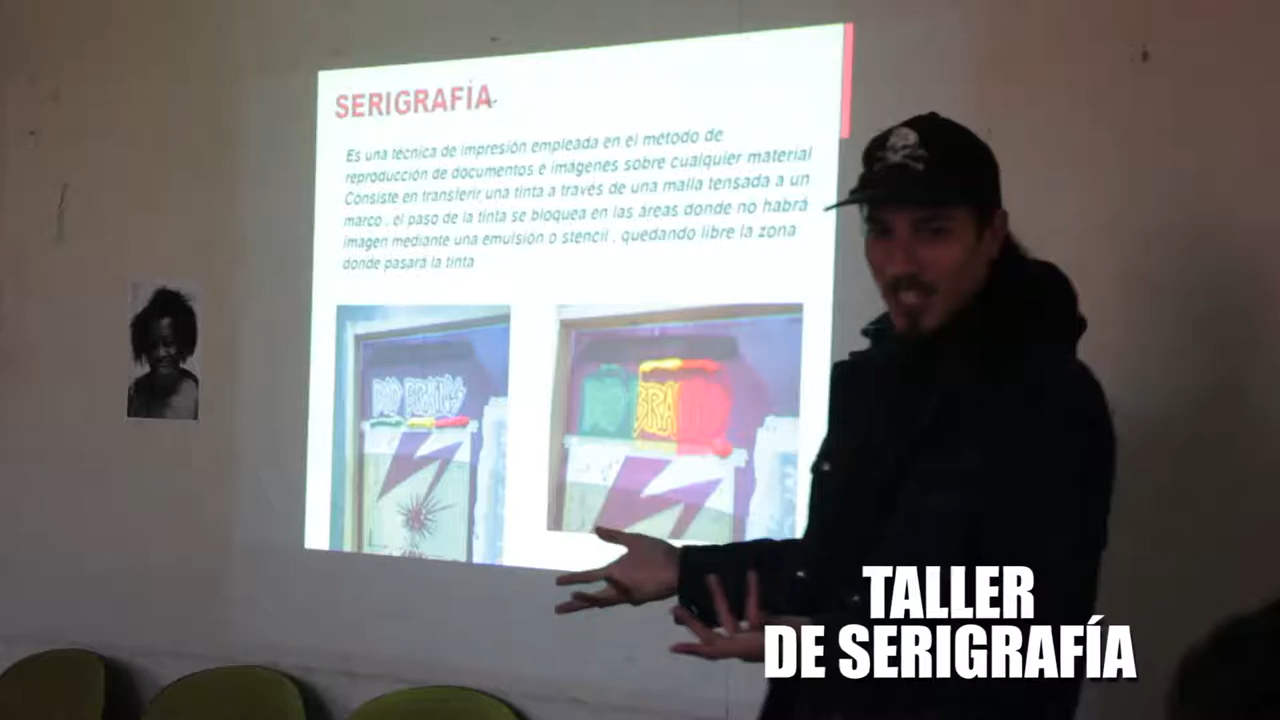 SERIGRAFÍA
Es una técnica de impresión empleada en el método de
reproducción de documentos e imágenes sobre cualquier material
Consiste en transferir una tinta a través de una malla tensada a un
marco , el paso de la tinta se bloquea en las áreas donde no habrá
imagen mediante una emulsión o stencil , quedando libre la zona
donde pasará la tinta
BAD BRAINS
BRA
TALLER
DE SERIGRAFÍA